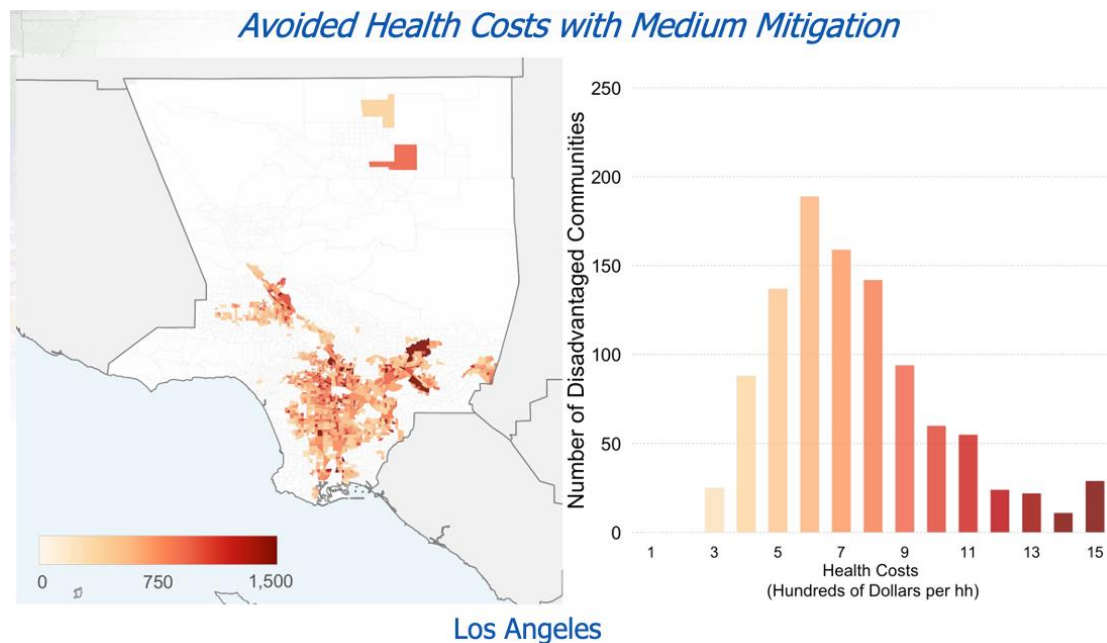 Avoided Health Costs with Medium Mitigation
0 750 1,500
Number of Disadvantaged Communities
250
200
150
100
50
0
1 3 5 7 9 11 13 15
Health Costs
(Hundreds of Dollars per hh)
Los Angeles